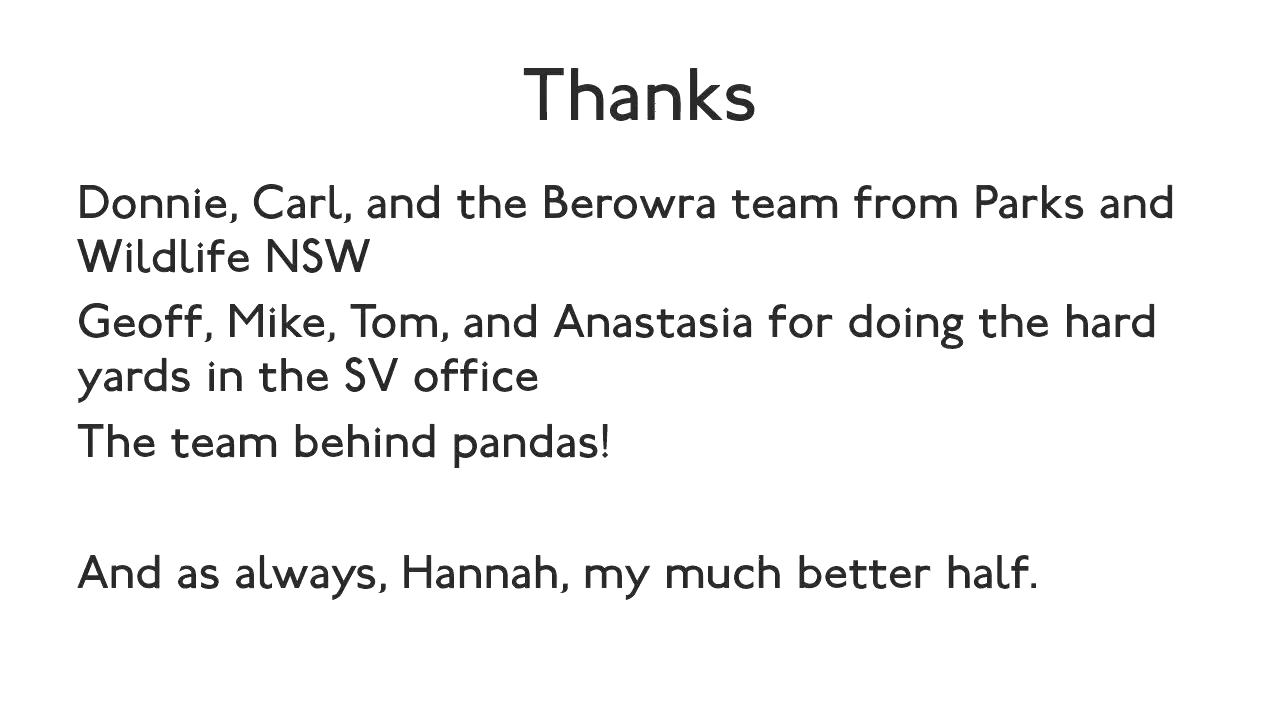 Thanks
Donnie, Carl, and the Berowra team from Parks and
Wildlife NSW
Geoff, Mike, Tom, and Anastasia for doing the hard
yards in the SV office
The team behind pandas!
And as always, Hannah, my much better half.